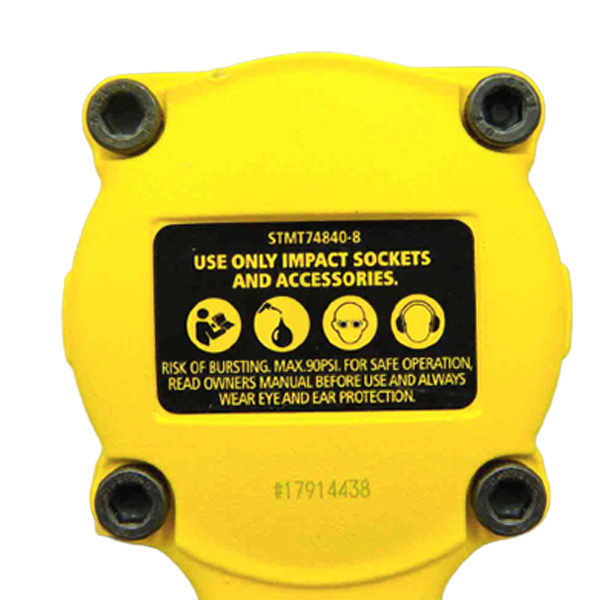 STMT74840-8
USE ONLY IMPACT SOCKETS
AND ACCESSORIES.
RISK OF BURSTING. MAX.90PSI. FOR SAFE OPERATION,
READ OWNERS MANUAL BEFORE USE AND ALWAYS
WEAR EYE AND EAR PROTECTION.
#17914438